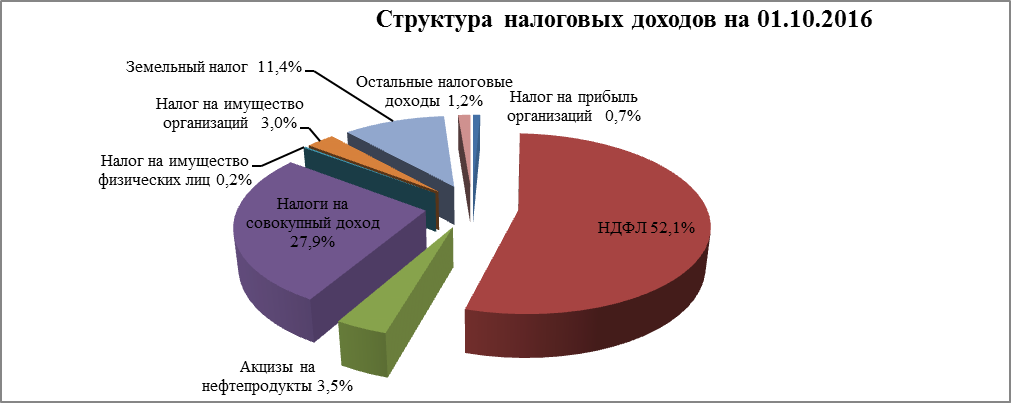 Структура налоговых доходов на 01.10.2016
Земельный налог 11,4%
Остальные налоговые
доходы 1,2%
Налог на прибыль
организаций 0,7%
Налог на имущество
организаций 3,0%
Налог на имущество
физических лиц 0,2%
Налоги на
совокупный доход
27,9%
НДФЛ 52,1%
Акцизы на
нефтепродукты 3,5%